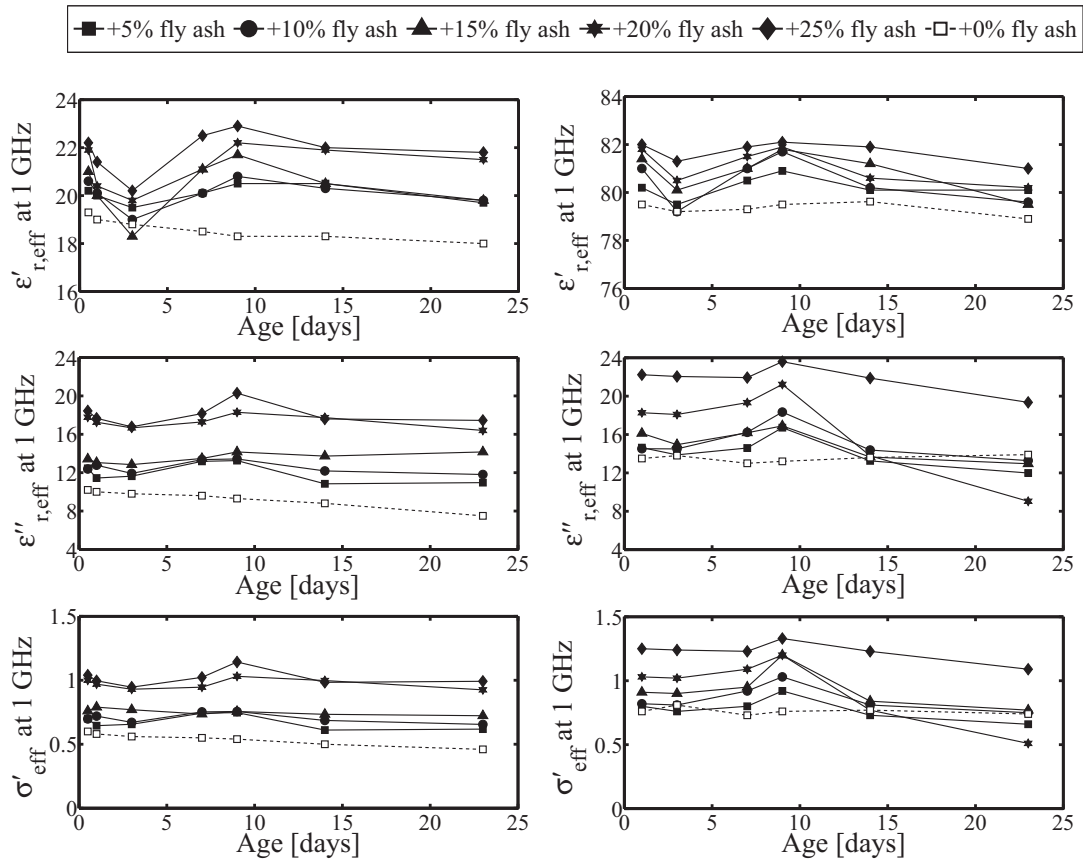 +5% fly ash +10% fly ash +15% fly ash +20% fly ash +25% fly ash +0% fly ash
ε′r,eff at 1 GHz
24
22
20
18
16
0 5 10 15 20 25
Age [days]
ε′r,eff at 1 GHz
84
82
80
78
76
0 5 10 15 20 25
Age [days]
ε″r,eff at 1 GHz
24
20
16
12
8
4
0 5 10 15 20 25
Age [days]
ε″r,eff at 1 GHz
24
20
16
12
8
4
0 5 10 15 20 25
Age [days]
σ′eff at 1 GHz
1.5
1
0.5
0
0 5 10 15 20 25
Age [days]
σ′eff at 1 GHz
1.5
1
0.5
0
0 5 10 15 20 25
Age [days]